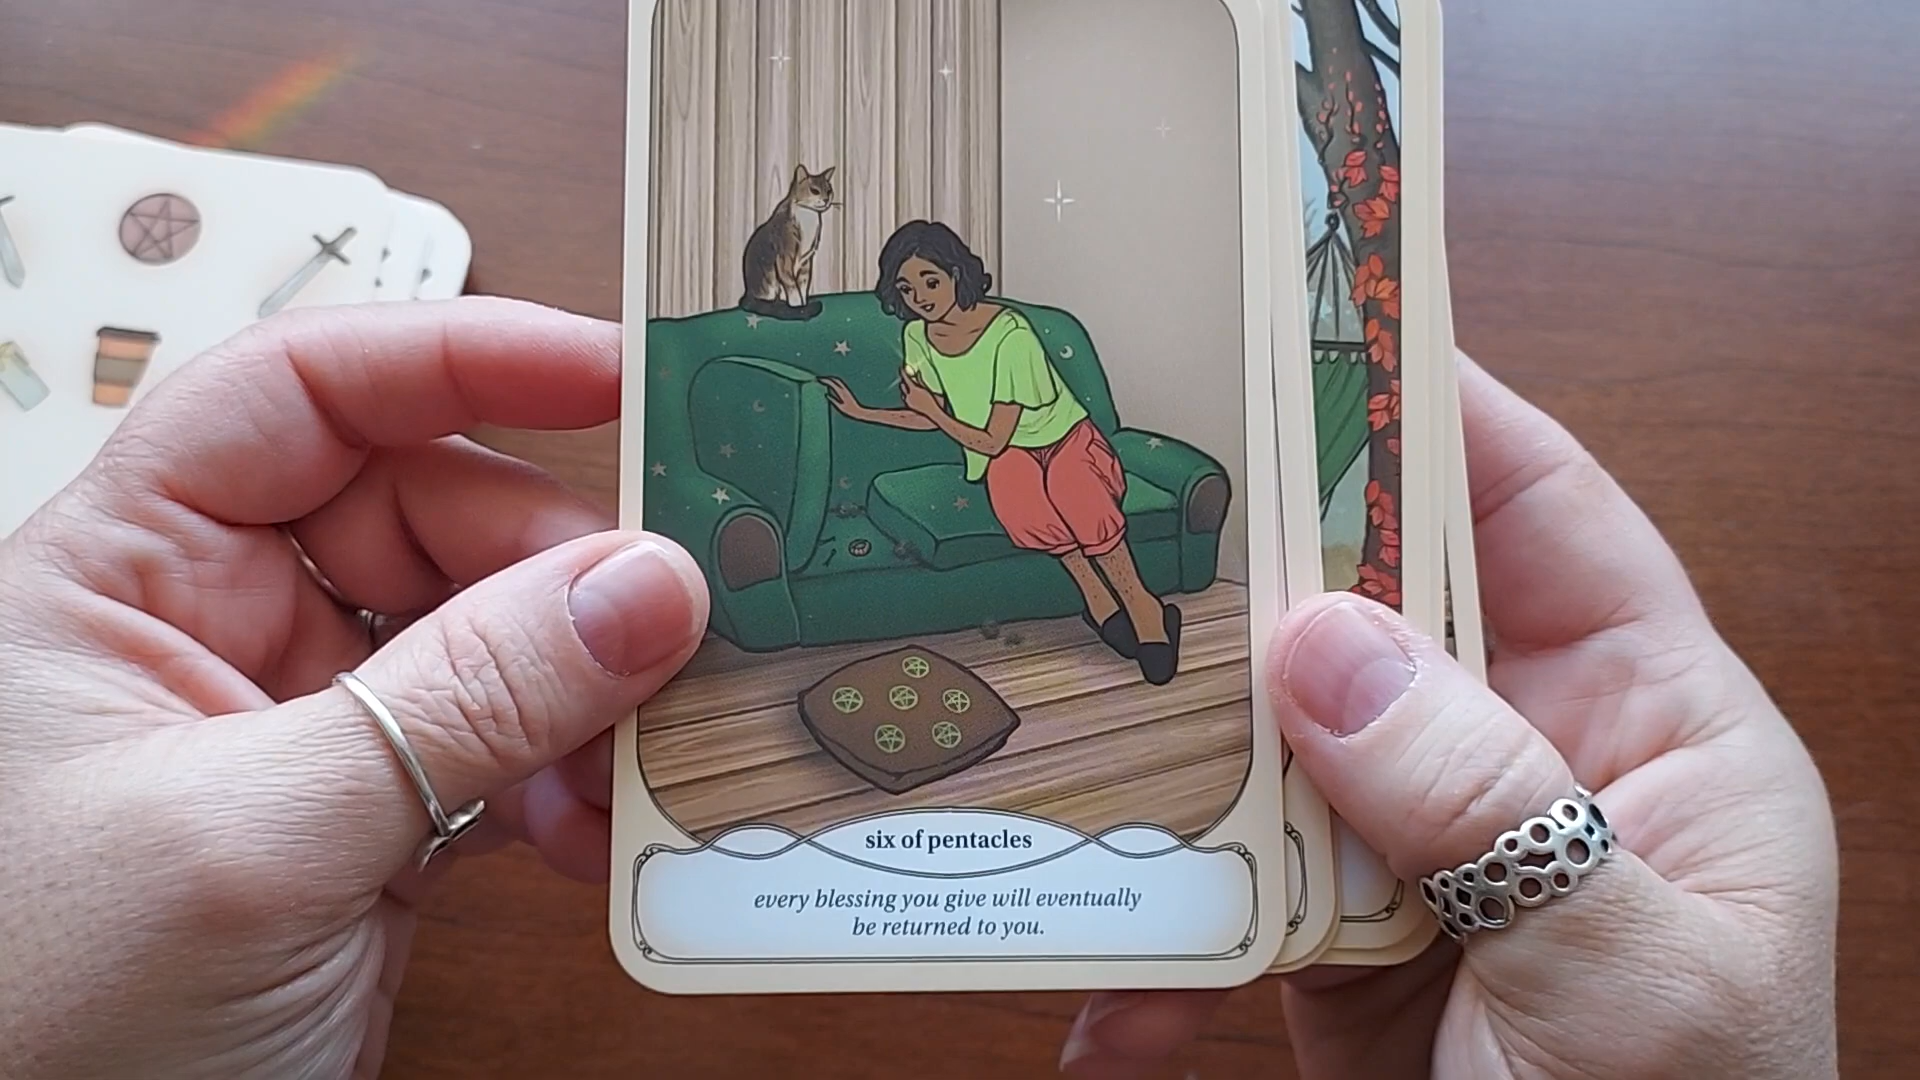 six of pentacles
every blessing you give will eventually
be returned to you.